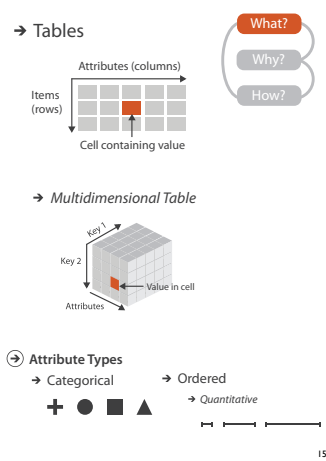 → Tables
What?
Why?
How?
Attributes (columns)
Items
(rows)
Cell containing value
→ Multidimensional Table
Key 1
Key 2
Value in cell
Attributes
→ Attribute Types
→ Categorical
→ Ordered
→ Quantitative
15